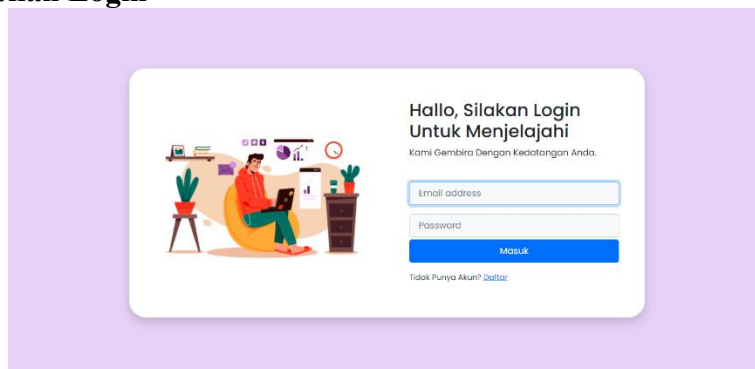 Login
Hallo, Silakan Login
Untuk Menjelajahi
Kami Gembira Dengan Kedatangan Anda.
Email address
Password
Masuk
Tidak Punya Akun? Daftar